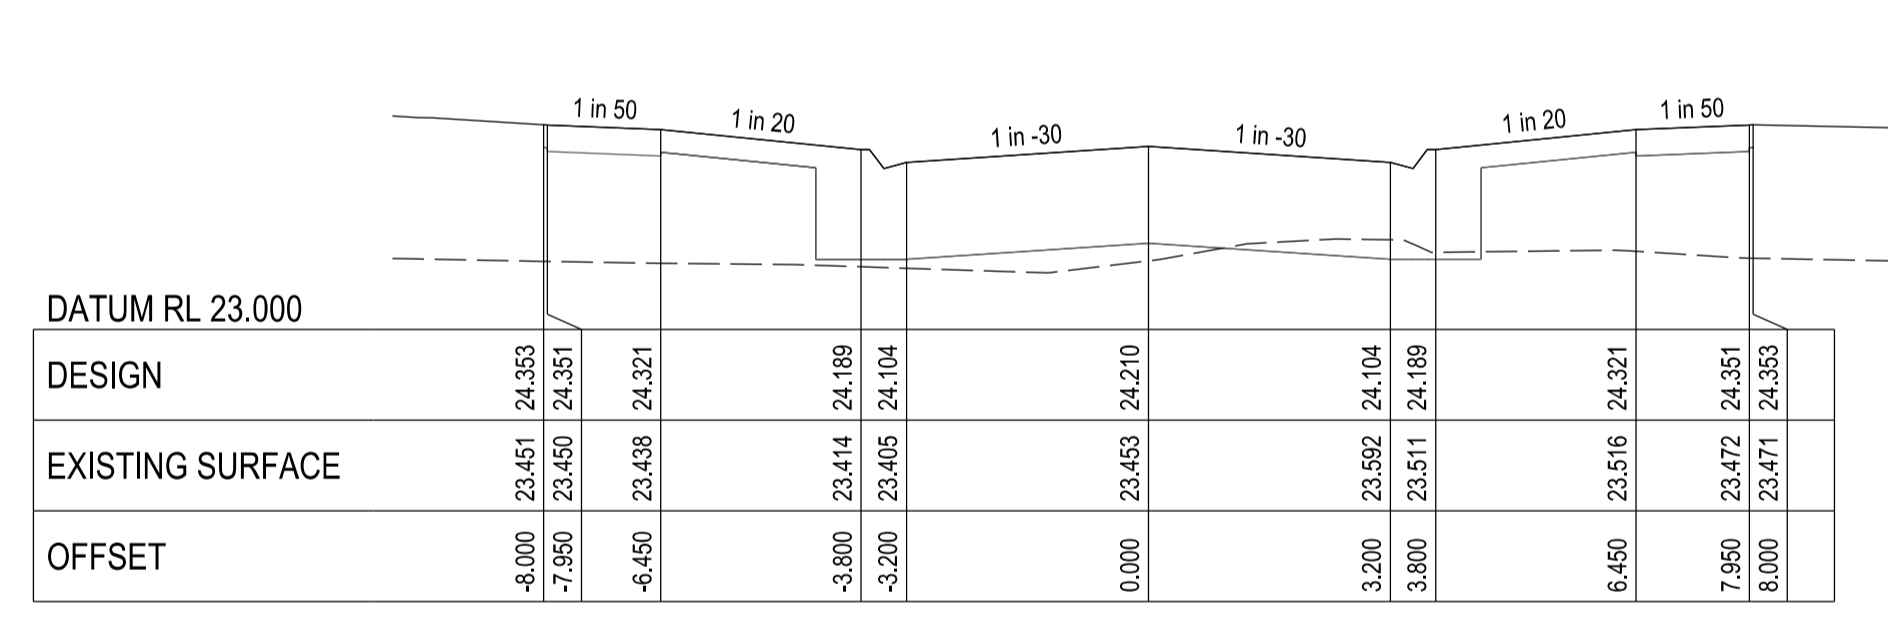 1 in 50 1 in 20 1 in -30 1 in -30 1 in 20 1 in 50
DATUM RL 23.000
DESIGN 24.353 24.351 24.321 24.189 24.104 24.210 24.104 24.189 24.321 24.351 24.353
EXISTING SURFACE 23.451 23.450 23.438 23.414 23.405 23.453 23.592 23.511 23.516 23.472 23.471
OFFSET -8.000 -7.950 -6.450 -3.800 -3.200 0.000 3.200 3.800 6.450 7.950 8.000